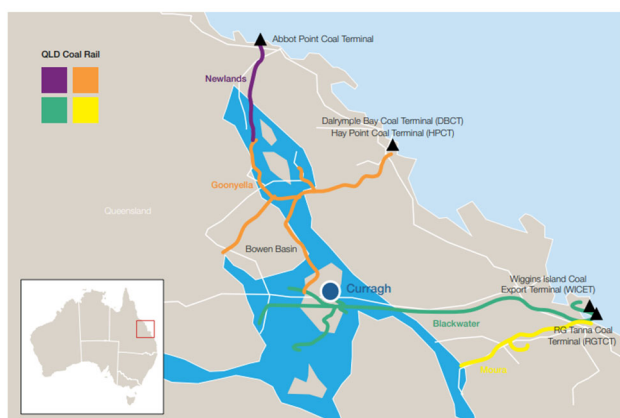 Abbot Point Coal Terminal
QLD Coal Rail
Newlands
Dalrymple Bay Coal Terminal (DBCT)
Hay Point Coal Terminal (HPCT)
Goonyella
Queensland
Bowen Basin
Curragh
Wiggins Island Coal
Export Terminal (WICET)
Blackwater
RG Tanna Coal
Terminal (RGTCT)
Moura